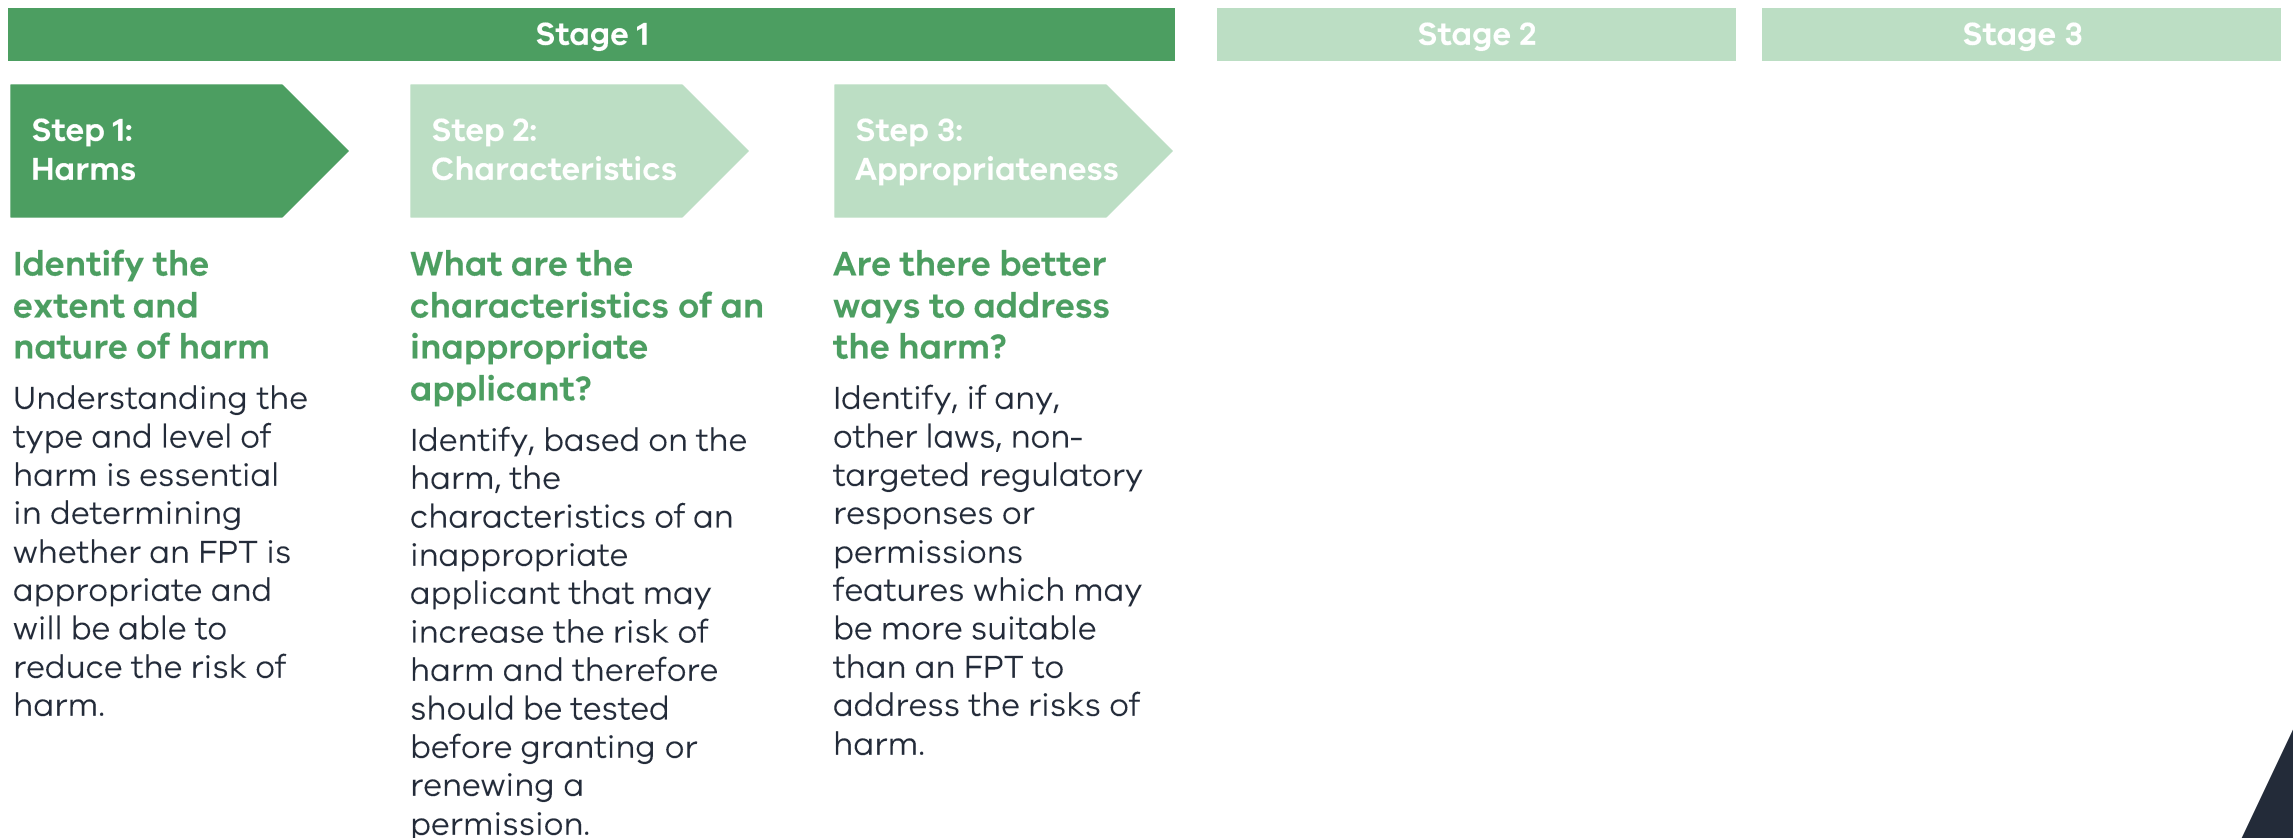 Stage 1
Stage 2
Stage 3
Step 1:
Harms
Step 2:
Characteristics
Step 3:
Appropriateness
Identify the
extent and
nature of harm
Understanding the
type and level of
harm is essential
in determining
whether an FPT is
appropriate and
will be able to
reduce the risk of
harm.
What are the
characteristics of an
inappropriate
applicant?
Identify, based on the
harm, the
characteristics of an
inappropriate
applicant that may
increase the risk of
harm and therefore
should be tested
before granting or
renewing a
permission.
Are there better
ways to address
the harm?
Identify, if any,
other laws, non-
targeted regulatory
responses or
permissions
features which may
be more suitable
than an FPT to
address the risks of
harm.